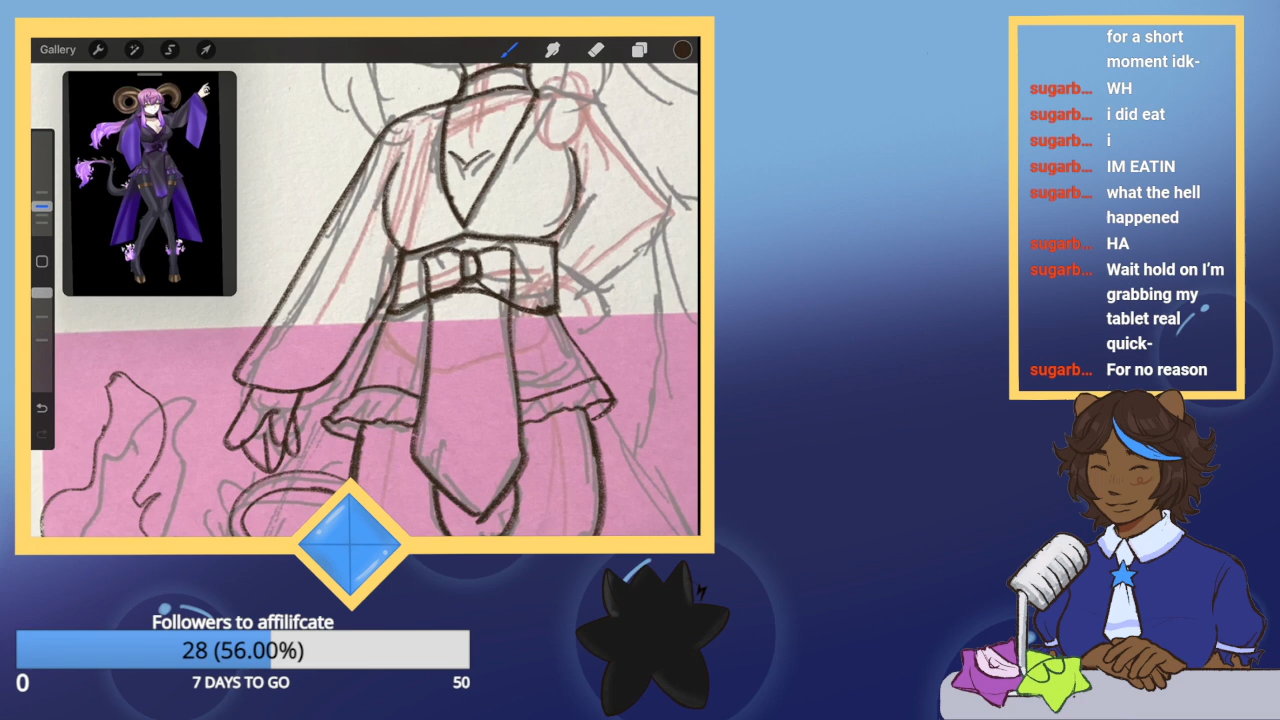 Gallery
for a short
moment idk-
sugarb... WH
sugarb... i did eat
sugarb... i
sugarb... IM EATIN
sugarb... what the hell
happened
sugarb... HA
sugarb... Wait hold on I'm
grabbing my
tablet real
quick-
sugarb... For no reason
Followers to affilifcate
28 (56.00%)
0 7 DAYS TO GO 50